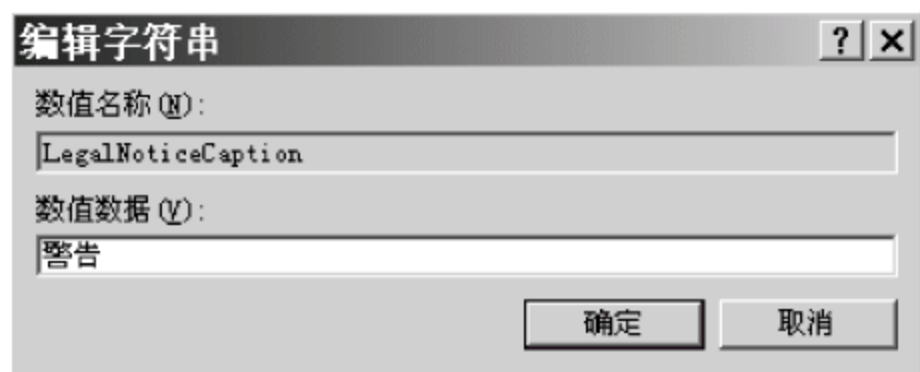 编辑字符串
数值名称(N):
LegalNoticeCaption
数值数据(V):
警告
确定 取消